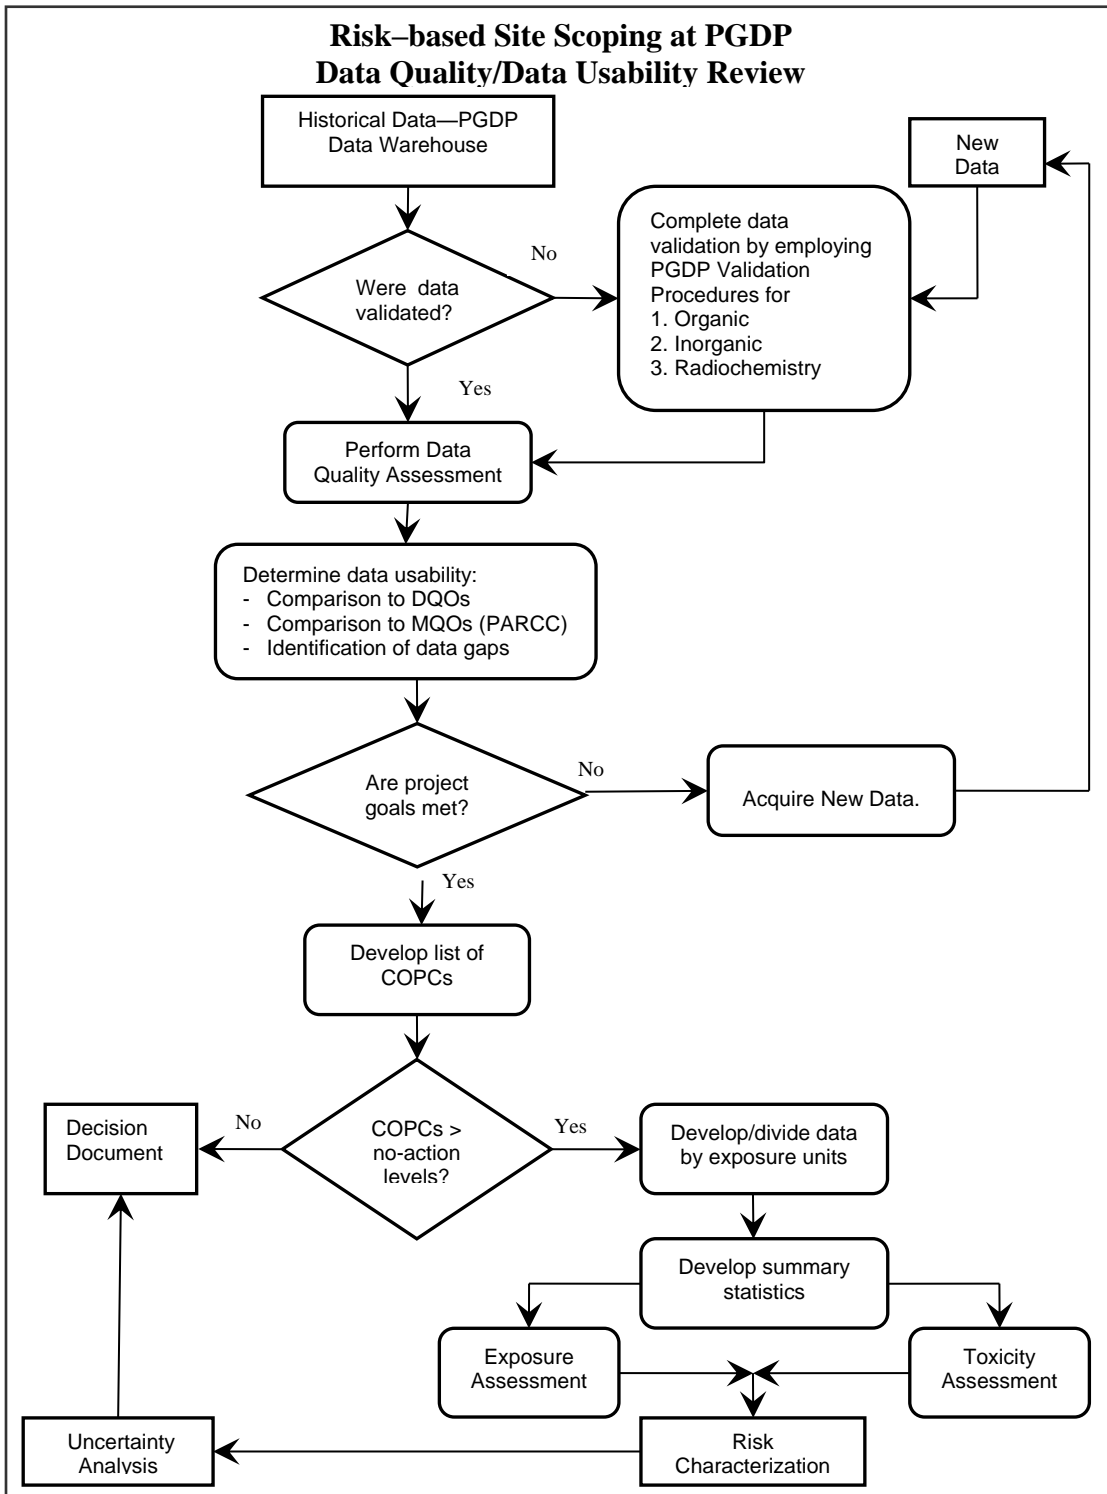 Risk–based Site Scoping at PGDP
Data Quality/Data Usability Review
Historical Data—PGDP
Data Warehouse
New
Data
Complete data
validation by employing
PGDP Validation
Procedures for
1. Organic
2. Inorganic
3. Radiochemistry
No
Were data
validated?
Yes
Perform Data
Quality Assessment
Determine data usability:
- Comparison to DQOs
- Comparison to MQOs (PARCC)
- Identification of data gaps
Are project
goals met?
No
Acquire New Data.
Yes
Develop list of
COPCs
Decision
Document
No
COPCs >
no-action
levels?
Yes
Develop/divide data
by exposure units
Develop summary
statistics
Exposure
Assessment
Toxicity
Assessment
Uncertainty
Analysis
Risk
Characterization